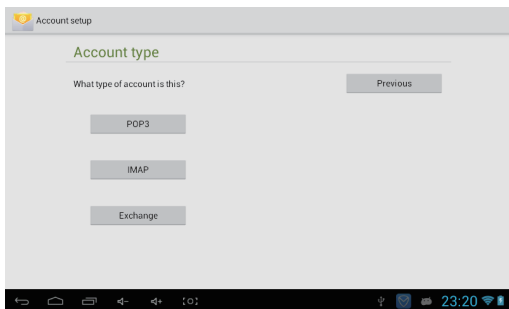 Account setup
Account type
What type of account is this?
Previous
POP3
IMAP
Exchange
23:20